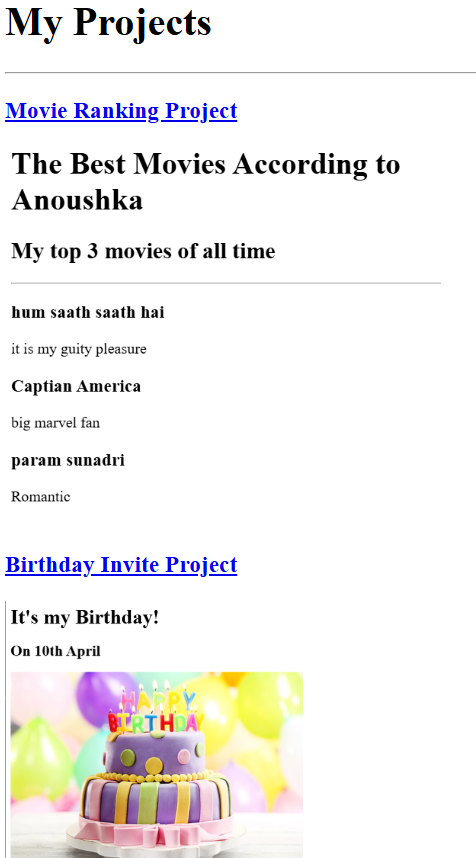 My Projects
Movie Ranking Project
The Best Movies According to
Anoushka
My top 3 movies of all time
hum saath saath hai
it is my guity pleasure
Captian America
big marvel fan
param sunadri
Romantic
Birthday Invite Project
It's my Birthday!
On 10th April
HAPPY
BIRTHDAY